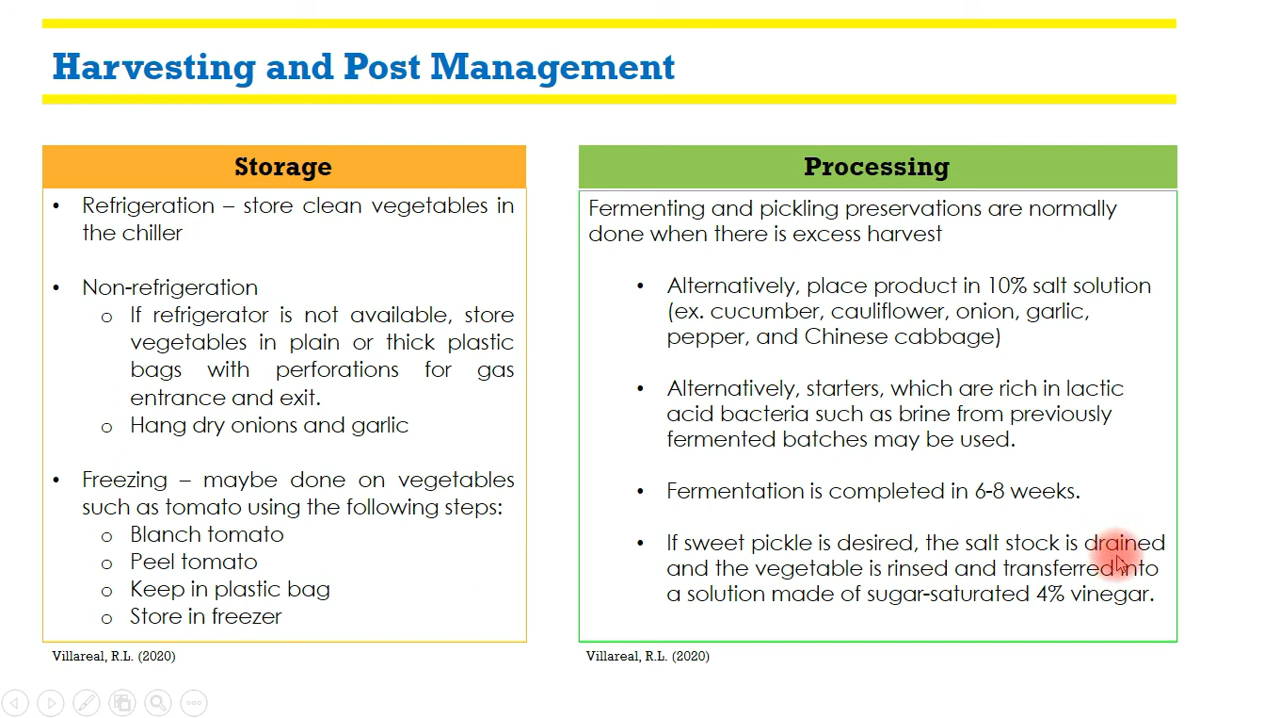 Harvesting and Post Management
Storage
• Refrigeration – store clean vegetables in
the chiller
• Non-refrigeration
o If refrigerator is not available, store
vegetables in plain or thick plastic
bags with perforations for gas
entrance and exit.
o Hang dry onions and garlic
• Freezing – maybe done on vegetables
such as tomato using the following steps:
o Blanch tomato
o Peel tomato
o Keep in plastic bag
o Store in freezer
Villareal, R.L. (2020)
Processing
Fermenting and pickling preservations are normally
done when there is excess harvest
• Alternatively, place product in 10% salt solution
(ex. cucumber, cauliflower, onion, garlic,
pepper, and Chinese cabbage)
• Alternatively, starters, which are rich in lactic
acid bacteria such as brine from previously
fermented batches may be used.
• Fermentation is completed in 6-8 weeks.
• If sweet pickle is desired, the salt stock is drained
and the vegetable is rinsed and transferred into
a solution made of sugar-saturated 4% vinegar.
Villareal, R.L. (2020)